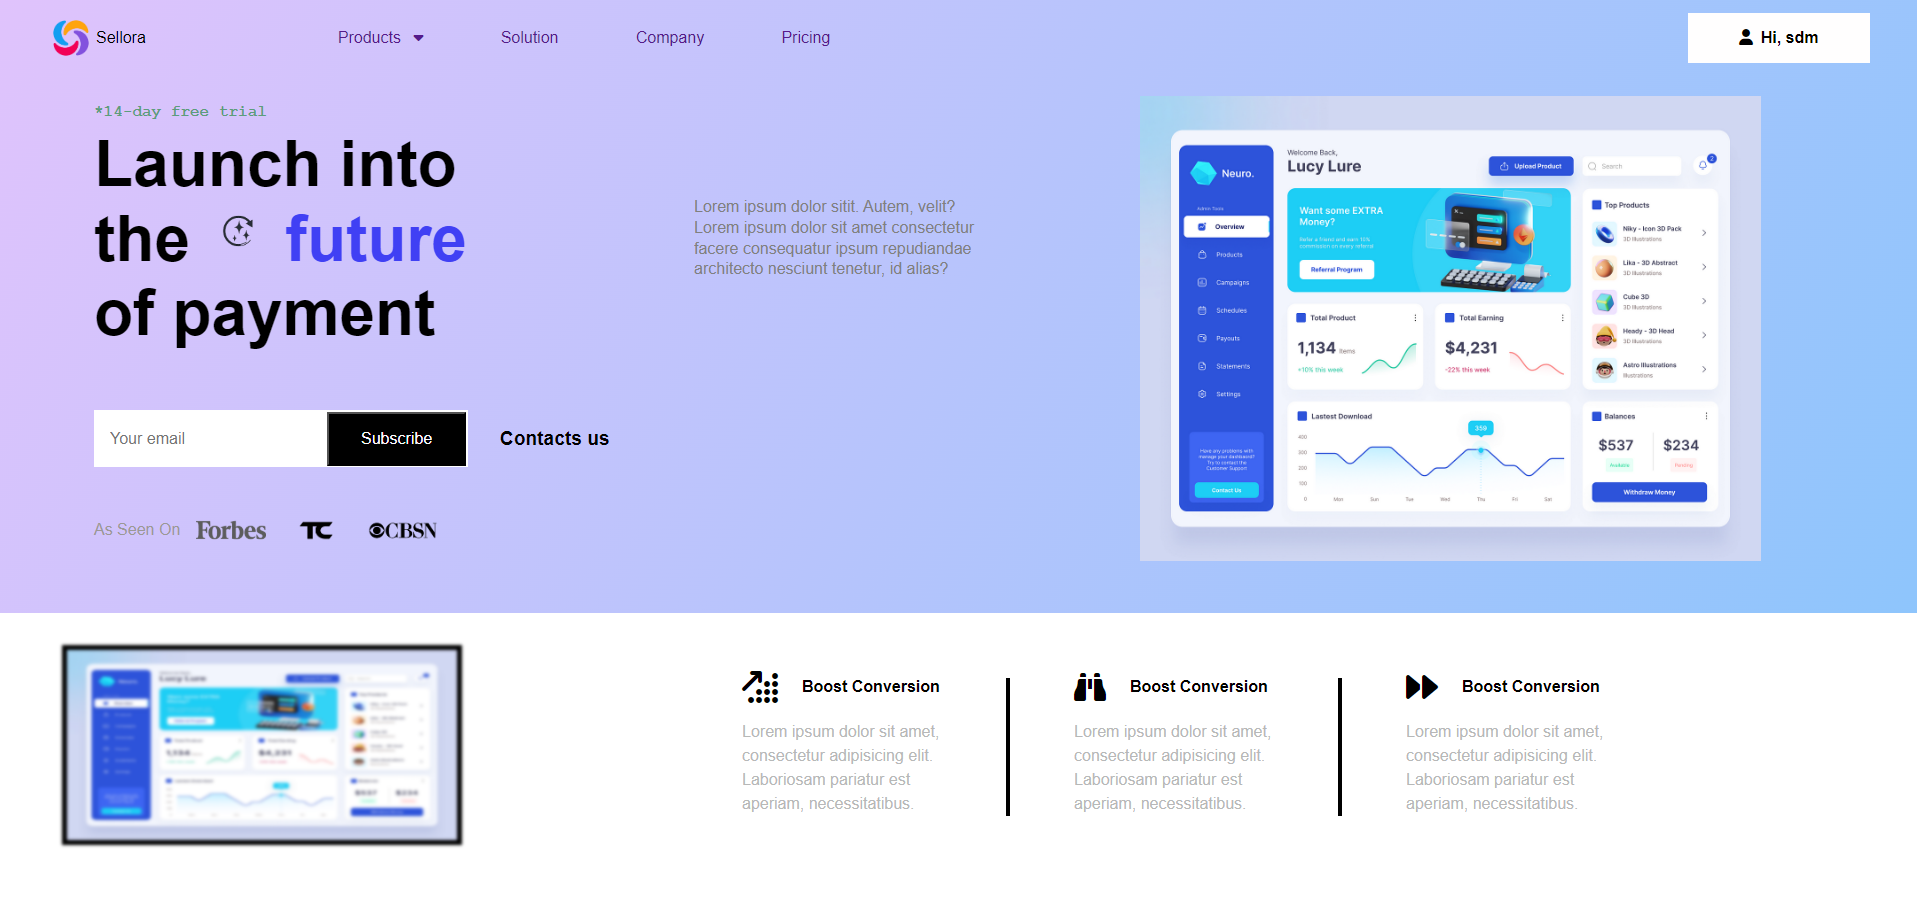 Sellora
Products
Solution
Company
Pricing
Hi, sdm
*14-day free trial
Launch into
the future
of payment
Lorem ipsum dolor sitit. Autem, velit?
Lorem ipsum dolor sit amet consectetur
facere consequatur ipsum repudiandae
architecto nesciunt tenetur, id alias?
Your email
Subscribe
Contacts us
As Seen On
Forbes
TC
CBSN
Neuro.
Admin Tools
Overview
Products
Campaigns
Schedules
Payouts
Statements
Settings
Have any problems with
manage your dashboard?
Try to contact the
Customer Support
Contact Us
Welcome Back,
Lucy Lure
Upload Product
Search
2
Want some EXTRA
Money?
Refer a friend and earn 10%
commission on every referral
Referral Program
Top Products
Niky - Icon 3D Pack
3D Illustrations
Lika - 3D Abstract
3D Illustrations
Cube 3D
3D Illustrations
Heady - 3D Head
3D Illustrations
Astro Illustrations
Illustrations
Total Product
1,134 items
+10% this week
Total Earning
$4,231
-22% this week
Lastest Download
359
400
300
200
100
0
Mon Sun Tue Wed Thu Fri Sat
Balances
$537
Available
$234
Pending
Withdraw Money
Lucy Lure
1,134
$4,231
$537
$234
Boost Conversion
Lorem ipsum dolor sit amet,
consectetur adipisicing elit.
Laboriosam pariatur est
aperiam, necessitatibus.
Boost Conversion
Lorem ipsum dolor sit amet,
consectetur adipisicing elit.
Laboriosam pariatur est
aperiam, necessitatibus.
Boost Conversion
Lorem ipsum dolor sit amet,
consectetur adipisicing elit.
Laboriosam pariatur est
aperiam, necessitatibus.